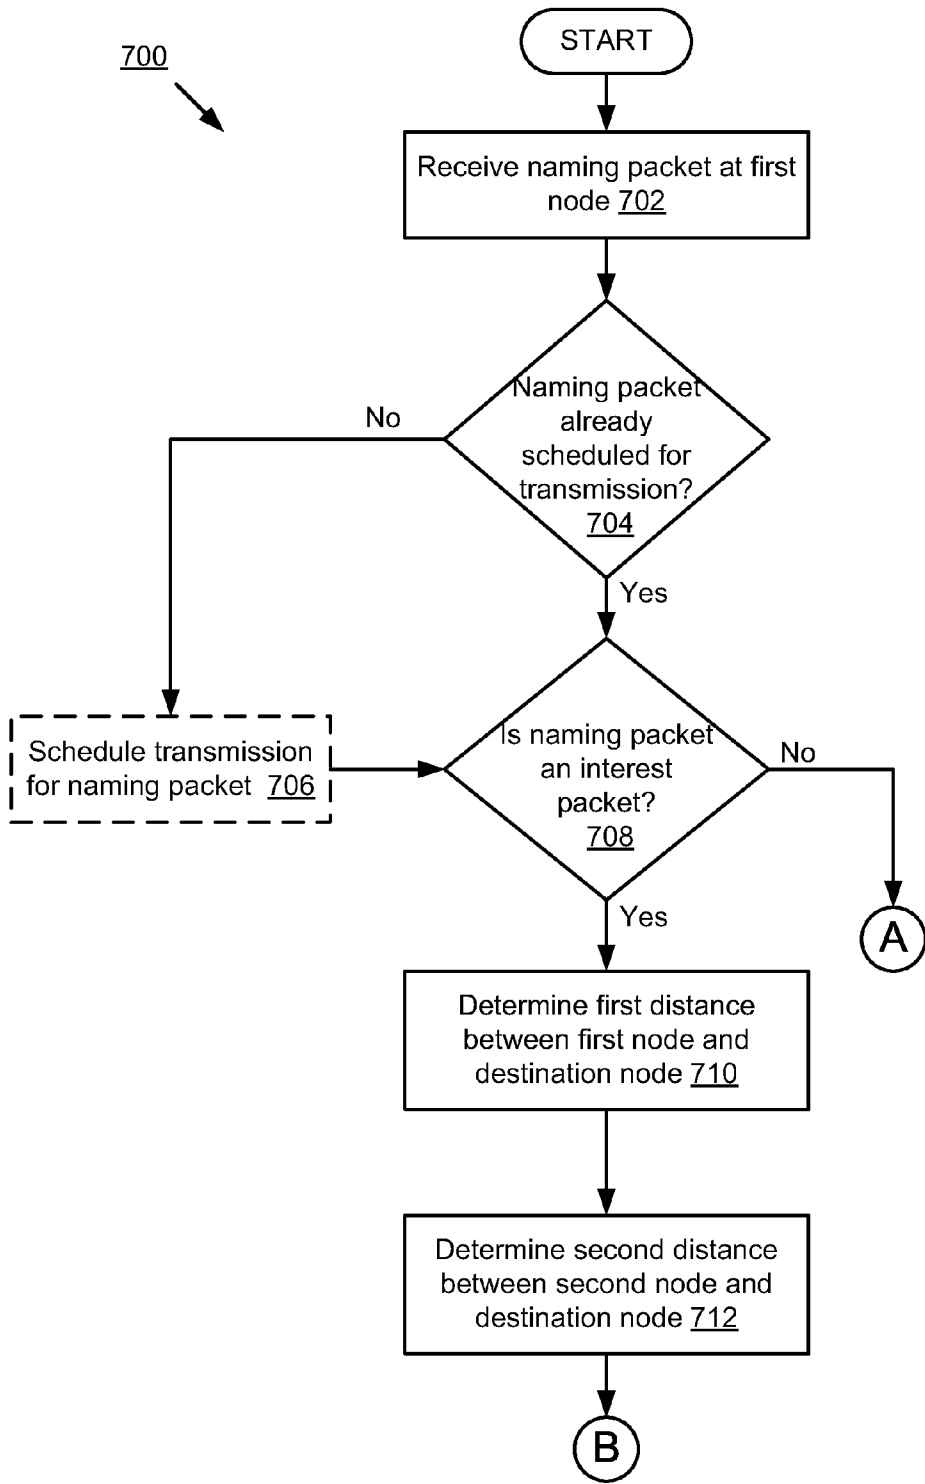 START
700
Receive naming packet at first
node 702
Naming packet
already
scheduled for
transmission?
704
No
Yes
Schedule transmission
for naming packet 706
Is naming packet
an interest
packet?
708
No
Yes
A
Determine first distance
between first node and
destination node 710
Determine second distance
between second node and
destination node 712
B